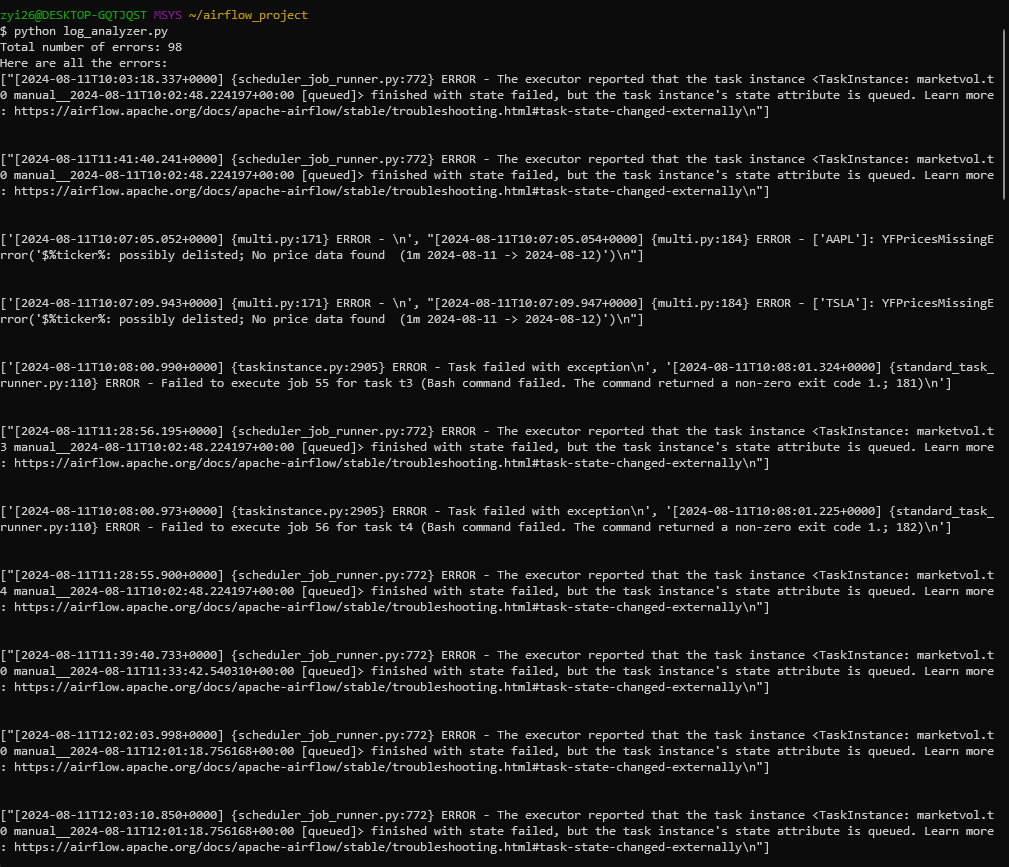 zyi26@DESKTOP-GQTJQST MSYS ~/airflow_project
$ python log_analyzer.py
Total number of errors: 98
Here are all the errors:
["[2024-08-11T10:03:18.337+0000] {scheduler_job_runner.py:772} ERROR - The executor reported that the task instance <TaskInstance: marketvol.t
0 manual__2024-08-11T10:02:48.224197+00:00 [queued]> finished with state failed, but the task instance's state attribute is queued. Learn more
: https://airflow.apache.org/docs/apache-airflow/stable/troubleshooting.html#task-state-changed-externally\n"]
["[2024-08-11T11:41:40.241+0000] {scheduler_job_runner.py:772} ERROR - The executor reported that the task instance <TaskInstance: marketvol.t
0 manual__2024-08-11T10:02:48.224197+00:00 [queued]> finished with state failed, but the task instance's state attribute is queued. Learn more
: https://airflow.apache.org/docs/apache-airflow/stable/troubleshooting.html#task-state-changed-externally\n"]
['[2024-08-11T10:07:05.052+0000] {multi.py:171} ERROR - \n', "[2024-08-11T10:07:05.054+0000] {multi.py:184} ERROR - ['AAPL']: YFPricesMissingE
rror('$%ticker%: possibly delisted; No price data found  (1m 2024-08-11 -> 2024-08-12)')\n"]
['[2024-08-11T10:07:09.943+0000] {multi.py:171} ERROR - \n', "[2024-08-11T10:07:09.947+0000] {multi.py:184} ERROR - ['TSLA']: YFPricesMissingE
rror('$%ticker%: possibly delisted; No price data found  (1m 2024-08-11 -> 2024-08-12)')\n"]
['[2024-08-11T10:08:00.990+0000] {taskinstance.py:2905} ERROR - Task failed with exception\n', '[2024-08-11T10:08:01.324+0000] {standard_task_
runner.py:110} ERROR - Failed to execute job 55 for task t3 (Bash command failed. The command returned a non-zero exit code 1.; 181)\n']
["[2024-08-11T11:28:56.195+0000] {scheduler_job_runner.py:772} ERROR - The executor reported that the task instance <TaskInstance: marketvol.t
3 manual__2024-08-11T10:02:48.224197+00:00 [queued]> finished with state failed, but the task instance's state attribute is queued. Learn more
: https://airflow.apache.org/docs/apache-airflow/stable/troubleshooting.html#task-state-changed-externally\n"]
['[2024-08-11T10:08:00.973+0000] {taskinstance.py:2905} ERROR - Task failed with exception\n', '[2024-08-11T10:08:01.225+0000] {standard_task_
runner.py:110} ERROR - Failed to execute job 56 for task t4 (Bash command failed. The command returned a non-zero exit code 1.; 182)\n']
["[2024-08-11T11:28:55.900+0000] {scheduler_job_runner.py:772} ERROR - The executor reported that the task instance <TaskInstance: marketvol.t
4 manual__2024-08-11T10:02:48.224197+00:00 [queued]> finished with state failed, but the task instance's state attribute is queued. Learn more
: https://airflow.apache.org/docs/apache-airflow/stable/troubleshooting.html#task-state-changed-externally\n"]
["[2024-08-11T11:39:40.733+0000] {scheduler_job_runner.py:772} ERROR - The executor reported that the task instance <TaskInstance: marketvol.t
0 manual__2024-08-11T11:33:42.540310+00:00 [queued]> finished with state failed, but the task instance's state attribute is queued. Learn more
: https://airflow.apache.org/docs/apache-airflow/stable/troubleshooting.html#task-state-changed-externally\n"]
["[2024-08-11T12:02:03.998+0000] {scheduler_job_runner.py:772} ERROR - The executor reported that the task instance <TaskInstance: marketvol.t
0 manual__2024-08-11T12:01:18.756168+00:00 [queued]> finished with state failed, but the task instance's state attribute is queued. Learn more
: https://airflow.apache.org/docs/apache-airflow/stable/troubleshooting.html#task-state-changed-externally\n"]
["[2024-08-11T12:03:10.850+0000] {scheduler_job_runner.py:772} ERROR - The executor reported that the task instance <TaskInstance: marketvol.t
0 manual__2024-08-11T12:01:18.756168+00:00 [queued]> finished with state failed, but the task instance's state attribute is queued. Learn more
: https://airflow.apache.org/docs/apache-airflow/stable/troubleshooting.html#task-state-changed-externally\n"]